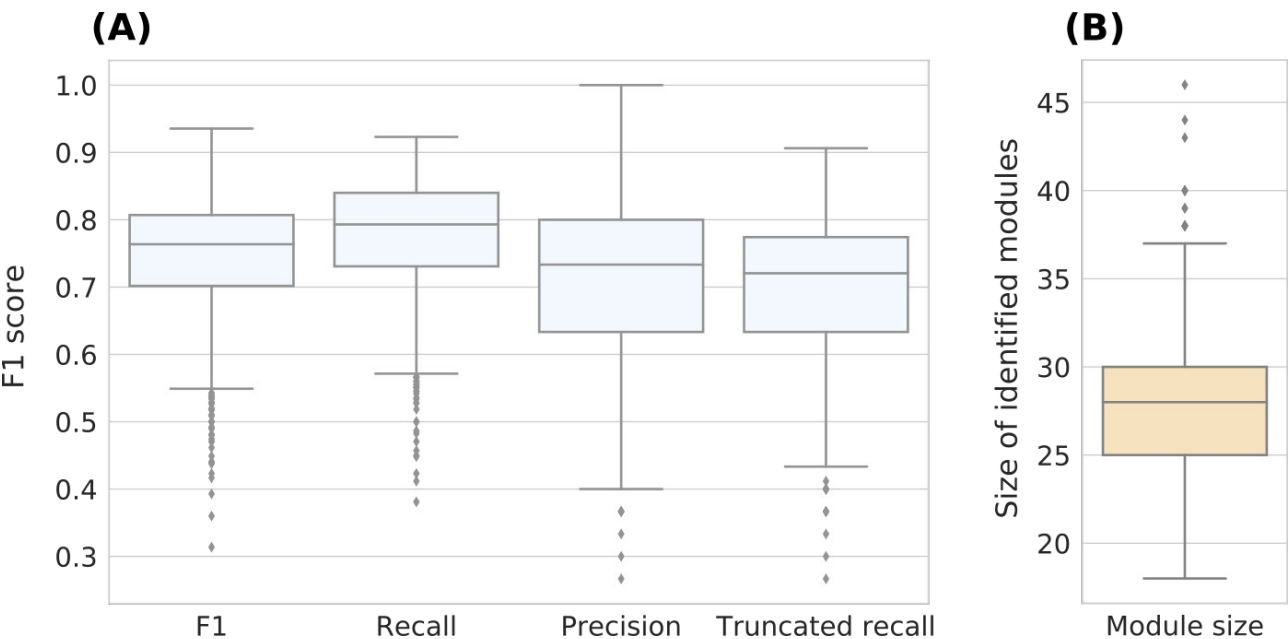 (A)
F1 score
1.0
0.9
0.8
0.7
0.6
0.5
0.4
0.3
F1 Recall Precision Truncated recall
(B)
Size of identified modules
45
40
35
30
25
20
Module size